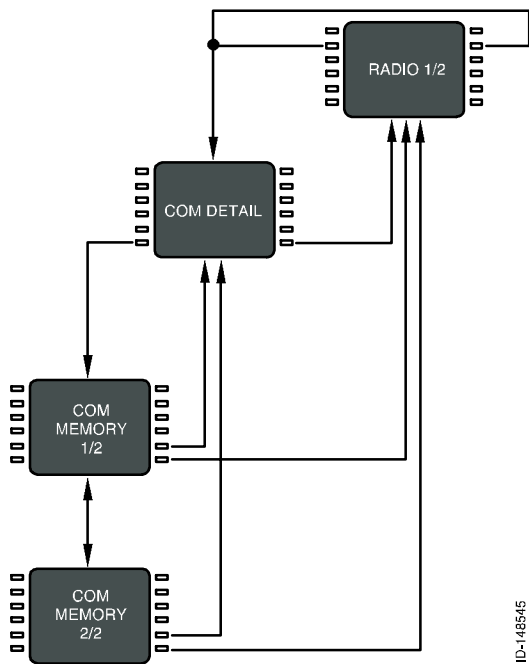 RADIO 1/2
COM DETAIL
COM
MEMORY
1/2
COM
MEMORY
2/2
ID-148545